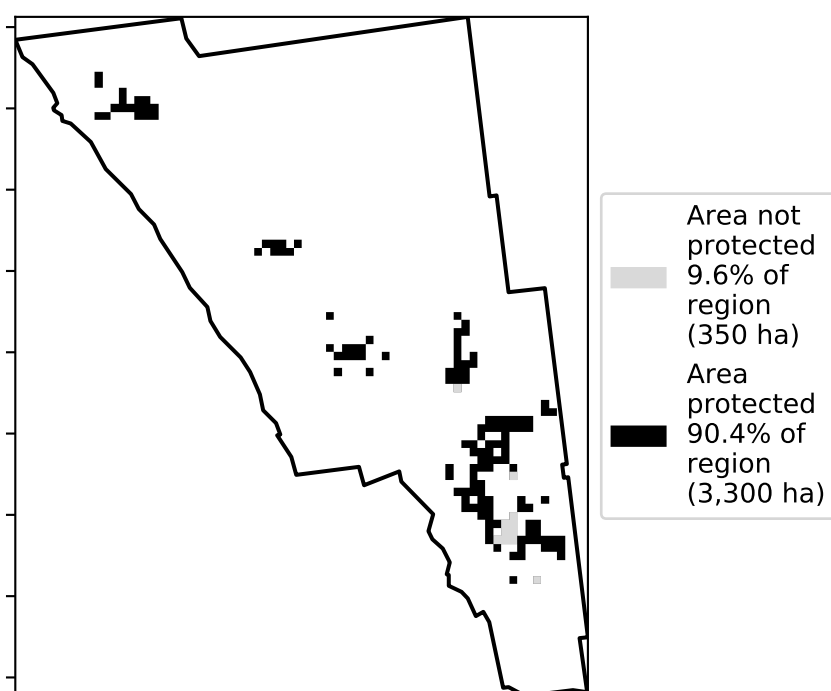 Area not
protected
9.6% of
region
(350 ha)
Area
protected
90.4% of
region
(3,300 ha)